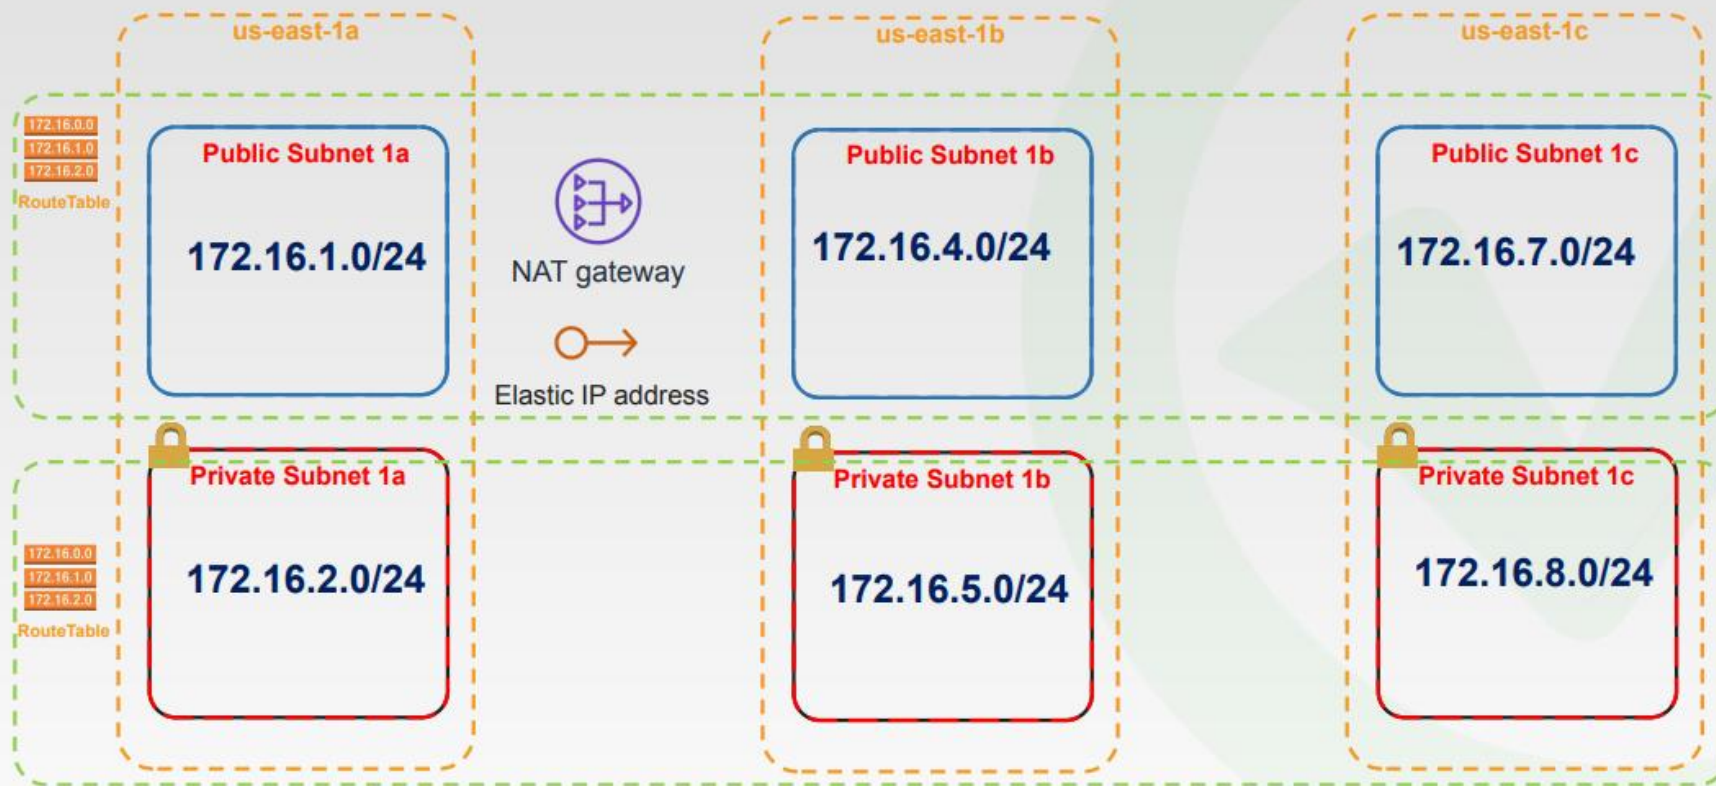 us-east-1a
us-east-1b
us-east-1c
172.16.0.0
172.16.1.0
172.16.2.0
RouteTable
Public Subnet 1a
172.16.1.0/24
NAT gateway
Elastic IP address
Public Subnet 1b
172.16.4.0/24
Public Subnet 1c
172.16.7.0/24
172.16.0.0
172.16.1.0
172.16.2.0
RouteTable
Private Subnet 1a
172.16.2.0/24
Private Subnet 1b
172.16.5.0/24
Private Subnet 1c
172.16.8.0/24